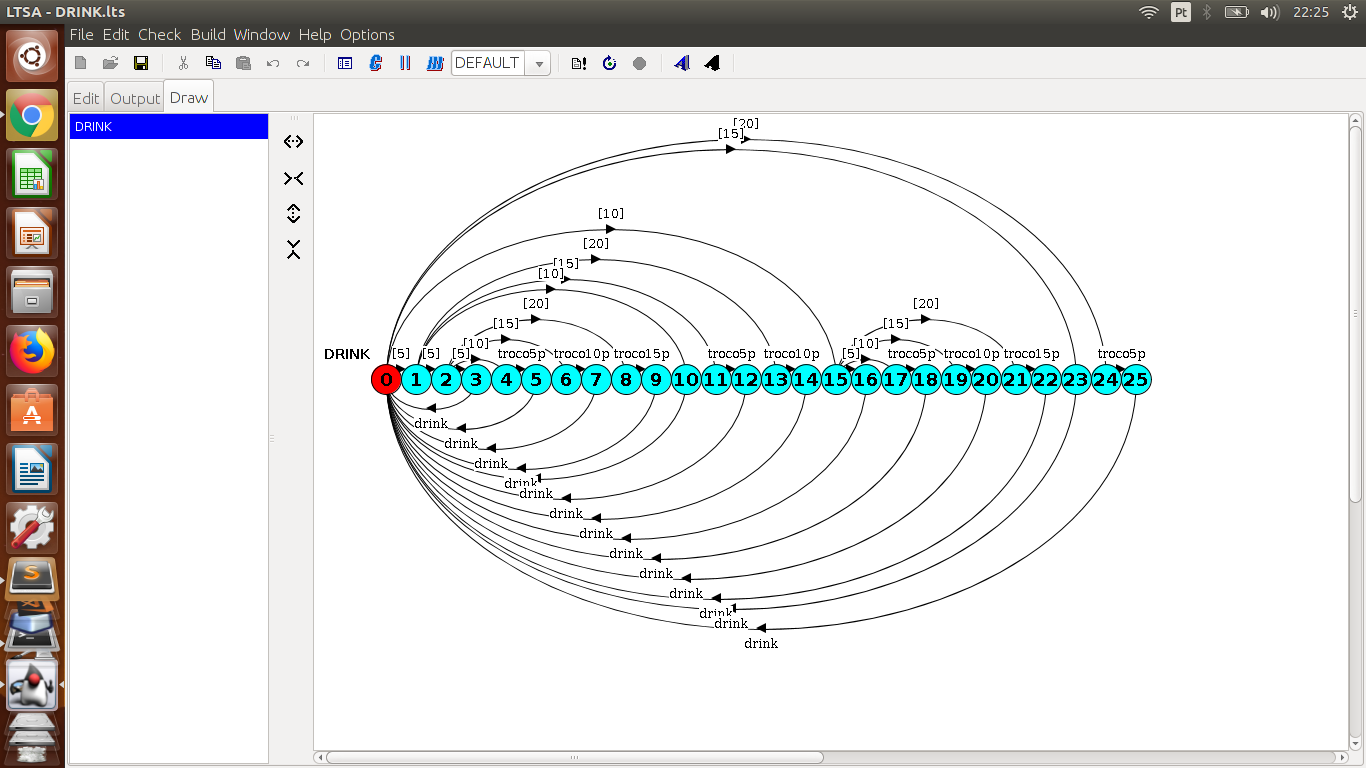 LTSA - DRINK.lts
Pt
22:25
File Edit Check Build Window Help Options
DEFAULT
Edit Output Draw
DRINK
[20]
[15]
[10]
[20]
[15]
[10]
[20] [20]
[15] [15]
[10] [10]
DRINK [5] [5] [5] troco5p troco10p troco15p troco5p troco10p [5] troco5p troco10p troco15p troco5p
0 1 2 3 4 5 6 7 8 9 10 11 12 13 14 15 16 17 18 19 20 21 22 23 24 25
drink
drink
drink
drink
drink
drink
drink
drink
drink
drink
drink
drink
drink